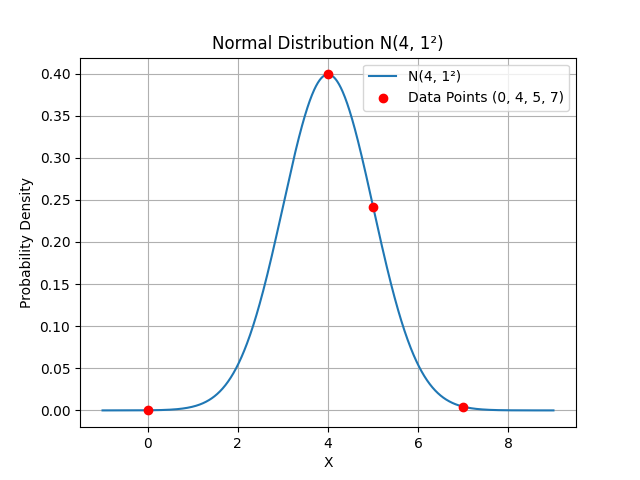 Normal Distribution N(4, 1²)
N(4, 1²)
Data Points (0, 4, 5, 7)
Probability Density
0.40
0.35
0.30
0.25
0.20
0.15
0.10
0.05
0.00
0 2 4 6 8
X